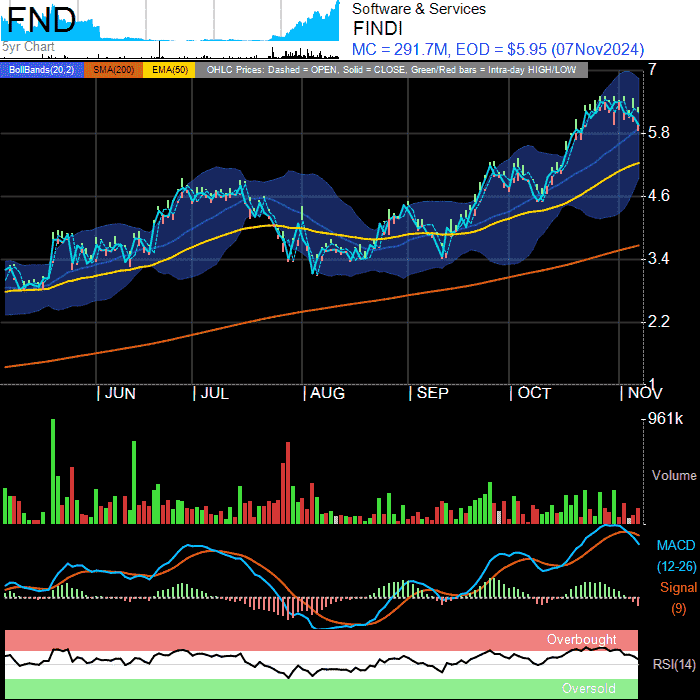 FND
5yr Chart
Software & Services
FINDI
MC = 291.7M, EOD = $5.95 (07Nov2024)
BollBands(20,2) SMA(200) EMA(50) OHLC Prices: Dashed = OPEN, Solid = CLOSE, Green/Red bars = Intra-day HIGH/LOW
7
5.8
4.6
3.4
2.2
1
JUN JUL AUG SEP OCT NOV
961k
Volume
MACD
(12-26)
Signal
(9)
Overbought
RSI(14)
Oversold